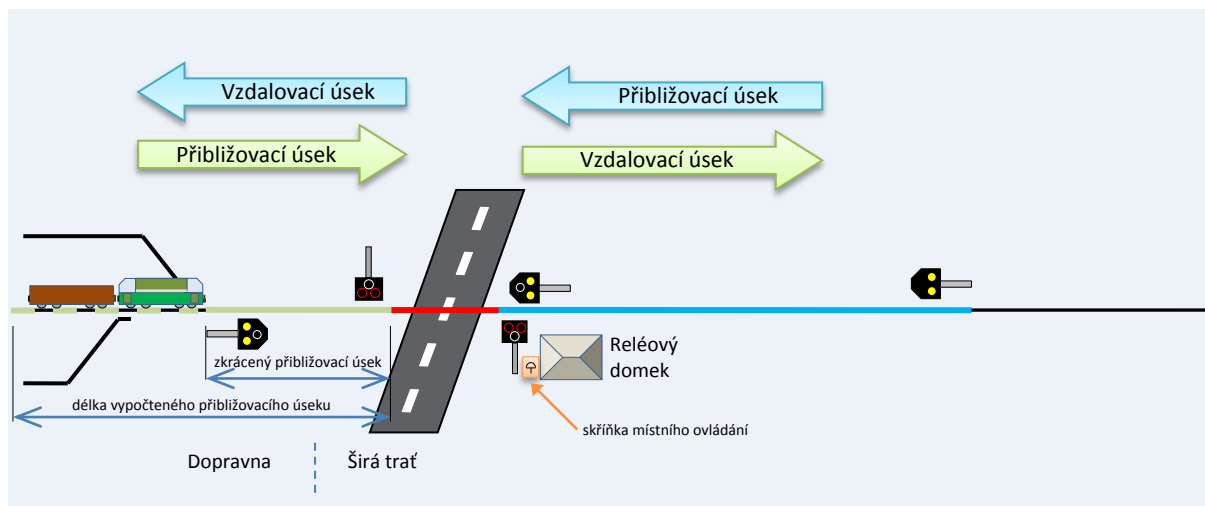 Vzdalovací úsek
Přibližovací úsek
Přibližovací úsek
Vzdalovací úsek
Reléový
domek
zkrácený přibližovací úsek
délka vypočteného přibližovacího úseku
skříňka místního ovládání
Dopravna
Širá trať